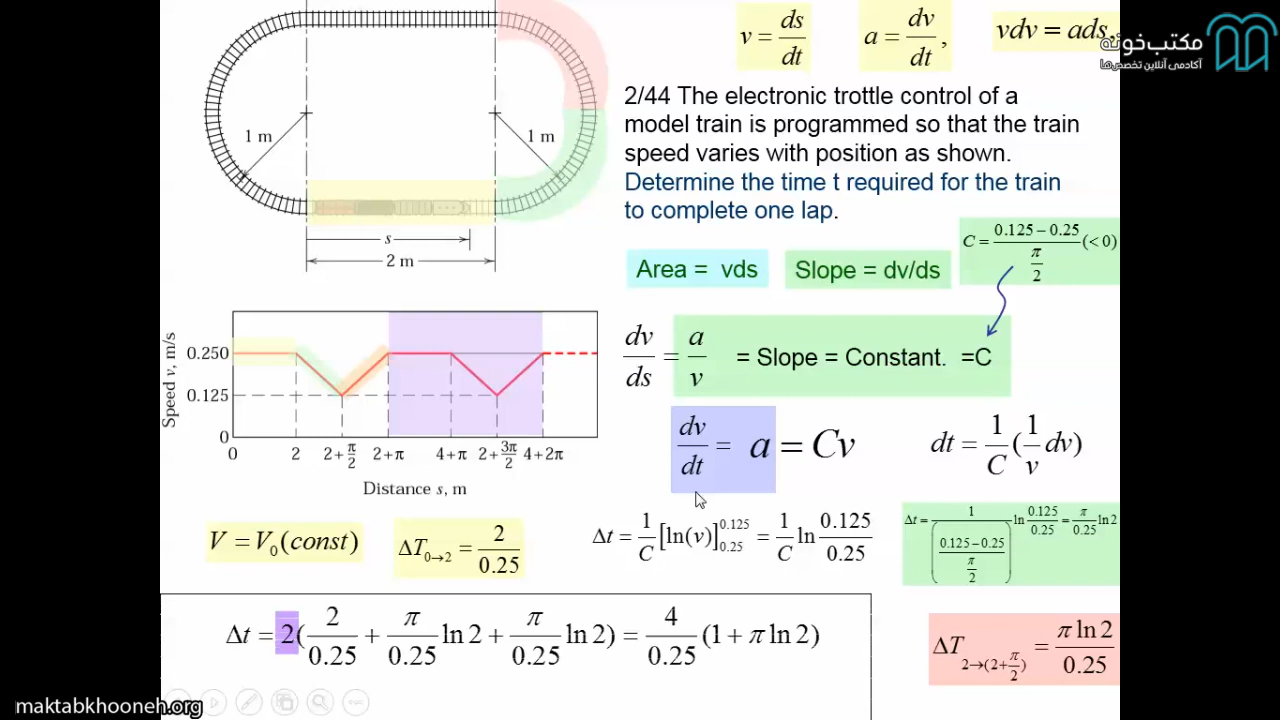 v = ds/dt
a = dv/dt,
vdv = ads,
مکتب‌خونه
آکادمی آنلاین تخصص‌ها
1 m
1 m
s
2 m
2/44 The electronic trottle control of a
model train is programmed so that the train
speed varies with position as shown.
Determine the time t required for the train
to complete one lap.
C = (0.125 − 0.25)/(π/2) (< 0)
Area = vds
Slope = dv/ds
dv/ds = a/v = Slope = Constant. =C
Speed v, m/s
0.250
0.125
0
0 2 2+π/2 2+π 4+π 2+3π/2 4+2π
Distance s, m
dv/dt = a = Cv
dt = 1/C (1/v dv)
V = V₀(const)
ΔT₀→₂ = 2/0.25
Δt = 1/C [ln(v)]_0.25^0.125 = 1/C ln 0.125/0.25
Δt = 1/((0.125−0.25)/(π/2)) ln 0.125/0.25 = π/0.25 ln 2
Δt = 2(2/0.25 + π/0.25 ln 2 + π/0.25 ln 2) = 4/0.25 (1 + π ln 2)
ΔT_2→(2+π/2) = π ln 2/0.25
maktabkhooneh.org